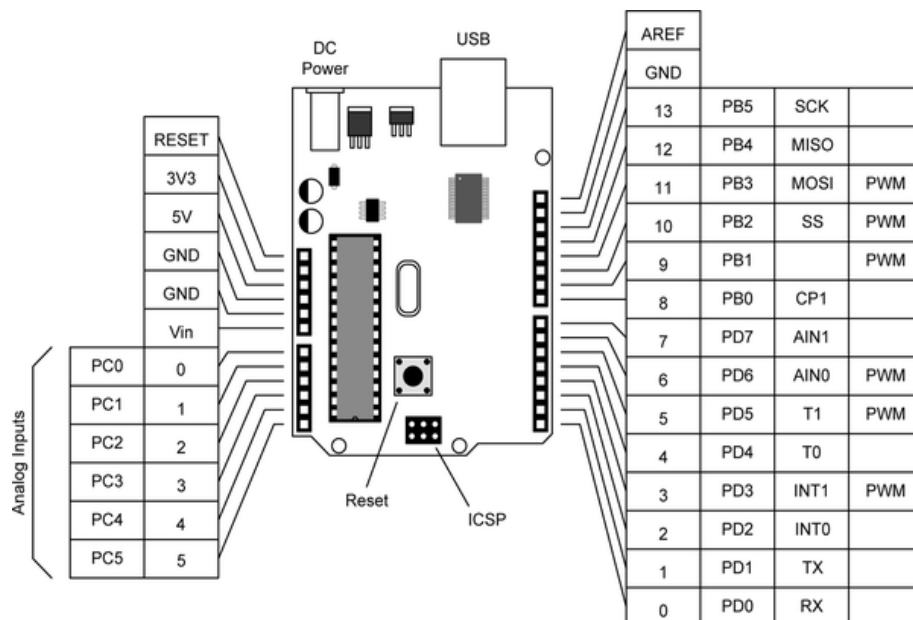 DC
Power
USB
RESET
3V3
5V
GND
GND
Vin
PC0 0
PC1 1
PC2 2
PC3 3
PC4 4
PC5 5
Analog Inputs
Reset
ICSP
AREF
GND
13 PB5 SCK
12 PB4 MISO
11 PB3 MOSI PWM
10 PB2 SS PWM
9 PB1 PWM
8 PB0 CP1
7 PD7 AIN1
6 PD6 AIN0 PWM
5 PD5 T1 PWM
4 PD4 T0
3 PD3 INT1 PWM
2 PD2 INT0
1 PD1 TX
0 PD0 RX